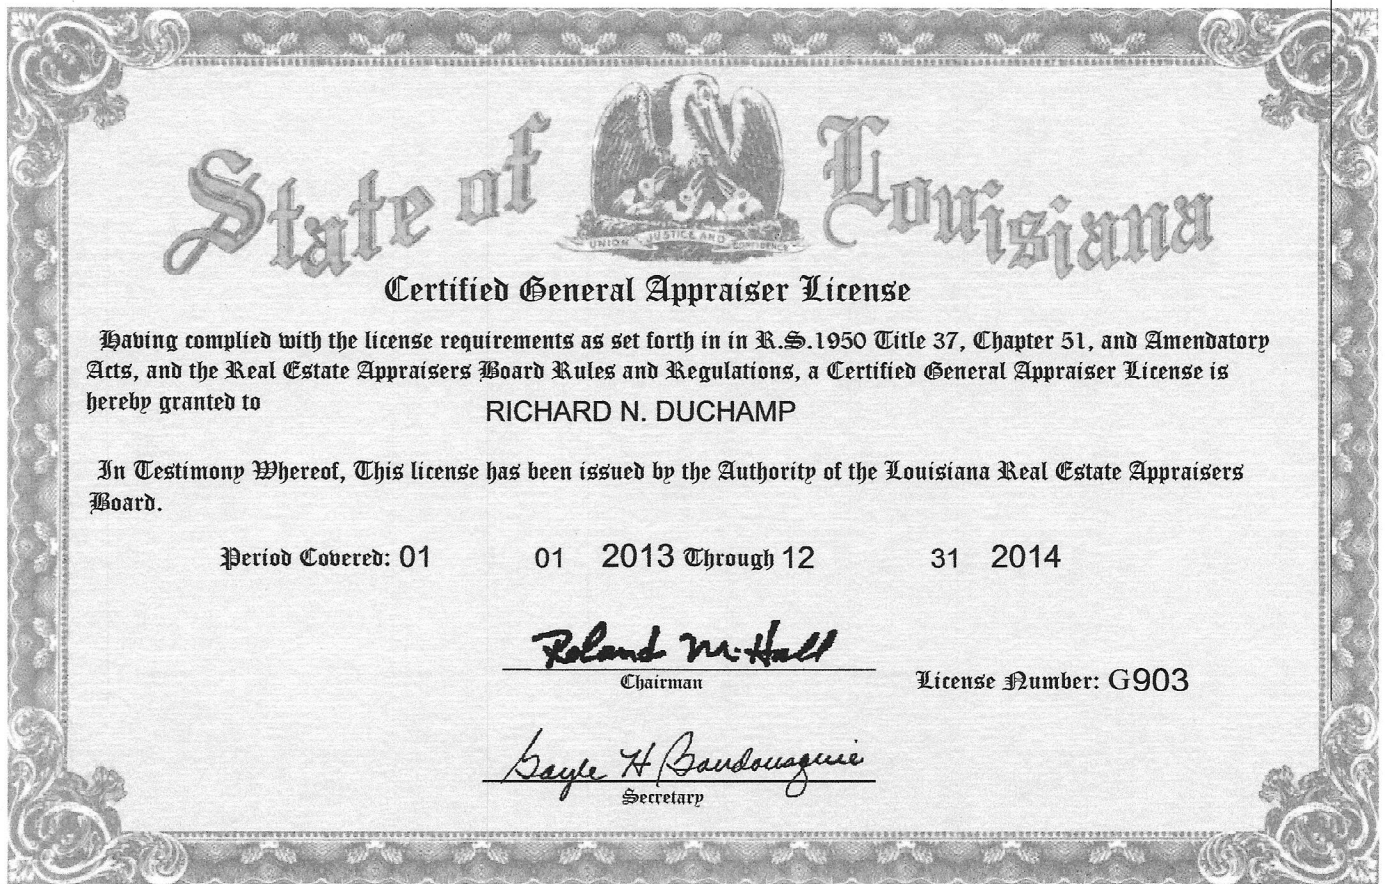 State of Louisiana
UNION JUSTICE AND CONFIDENCE
Certified General Appraiser License
Having complied with the license requirements as set forth in in R.S.1950 Title 37, Chapter 51, and Amendatory
Acts, and the Real Estate Appraisers Board Rules and Regulations, a Certified General Appraiser License is
hereby granted to RICHARD N. DUCHAMP
In Testimony Whereof, This license has been issued by the Authority of the Louisiana Real Estate Appraisers
Board.
Period Covered: 01 01 2013 Through 12 31 2014
Roland M. Hall
Chairman
License Number: G903
Gayle H Boudousquie
Secretary